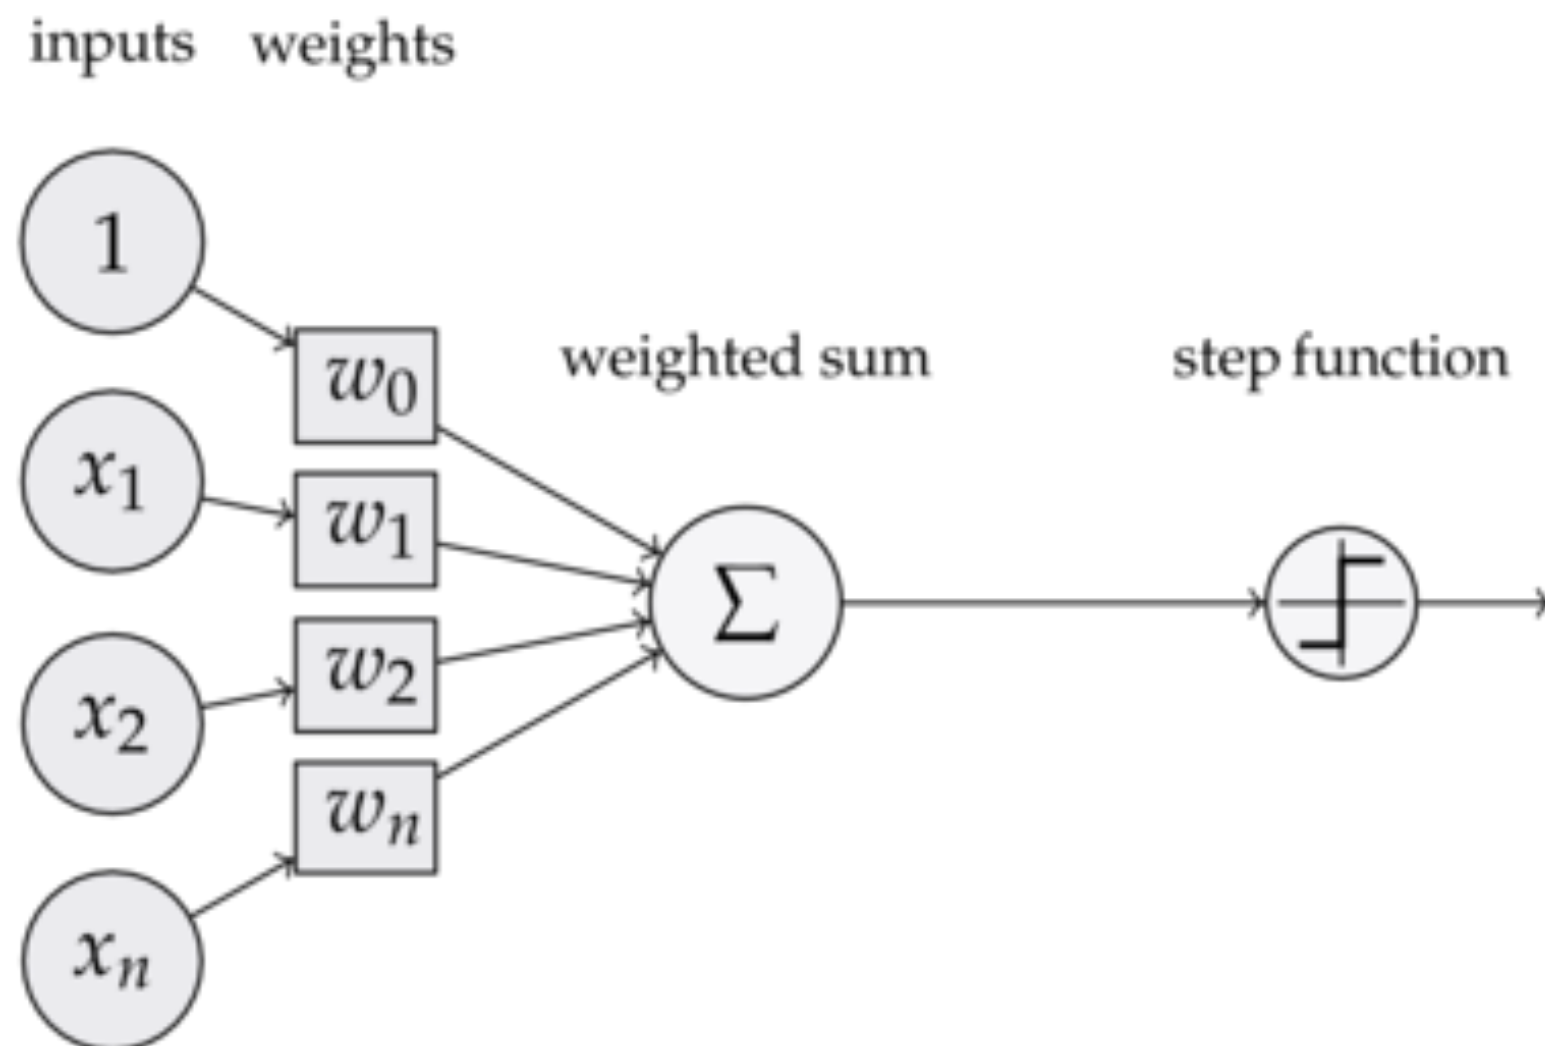 inputs weights
1
w0
weighted sum
step function
x1
w1
Σ
x2
w2
wn
xn